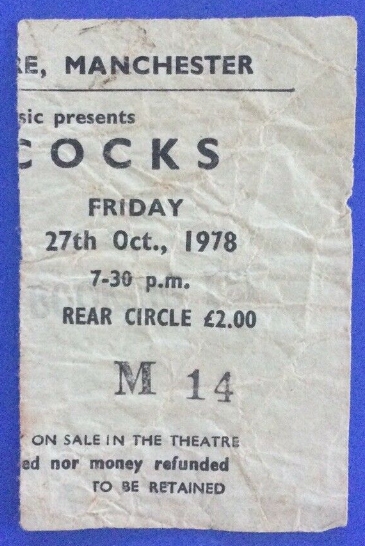 RE, MANCHESTER
sic presents
COCKS
FRIDAY
27th Oct., 1978
7-30 p.m.
REAR CIRCLE £2.00
M 14
ON SALE IN THE THEATRE
ed nor money refunded
TO BE RETAINED